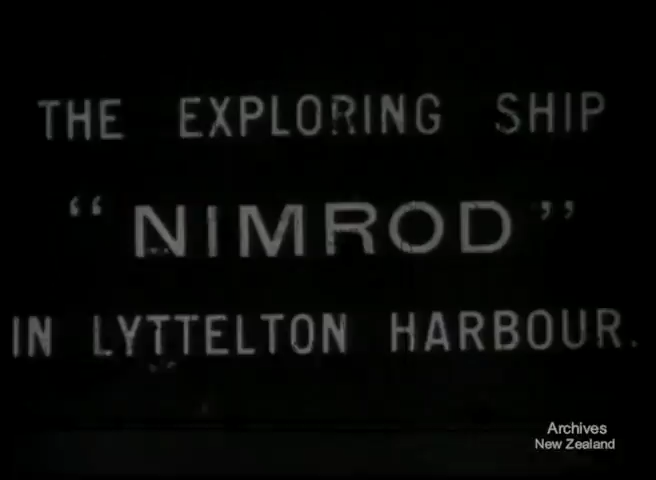 THE EXPLORING SHIP
“NIMROD”
IN LYTTELTON HARBOUR.
Archives
New Zealand